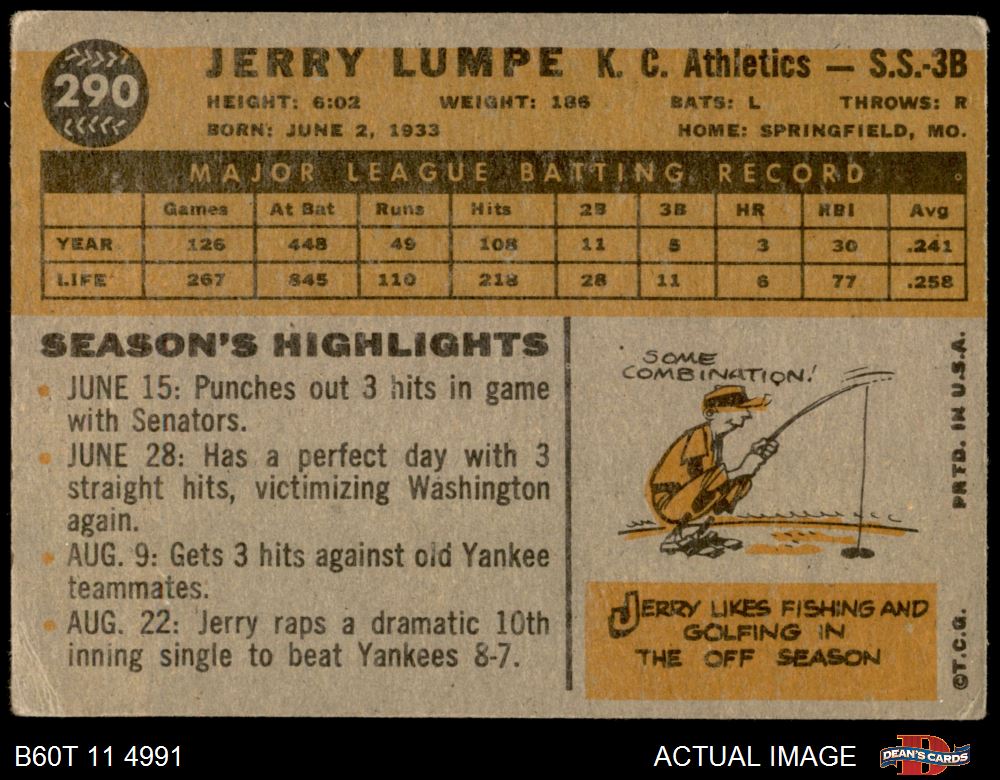 290
JERRY LUMPE K. C. Athletics — S.S.-3B
HEIGHT: 6:02 WEIGHT: 186 BATS: L THROWS: R
BORN: JUNE 2, 1933 HOME: SPRINGFIELD, MO.
MAJOR LEAGUE BATTING RECORD
Games At Bat Runs Hits 2B 3B HR RBI Avg
YEAR 126 448 49 108 11 5 3 30 .241
LIFE 267 845 110 218 28 11 6 77 .258
SEASON'S HIGHLIGHTS
• JUNE 15: Punches out 3 hits in game
with Senators.
• JUNE 28: Has a perfect day with 3
straight hits, victimizing Washington
again.
• AUG. 9: Gets 3 hits against old Yankee
teammates.
• AUG. 22: Jerry raps a dramatic 10th
inning single to beat Yankees 8-7.
SOME
COMBINATION!
JERRY LIKES FISHING AND
GOLFING IN
THE OFF SEASON
©T.C.G. PRTD. IN U.S.A.
B60T 11 4991 ACTUAL IMAGE DEAN'S CARDS